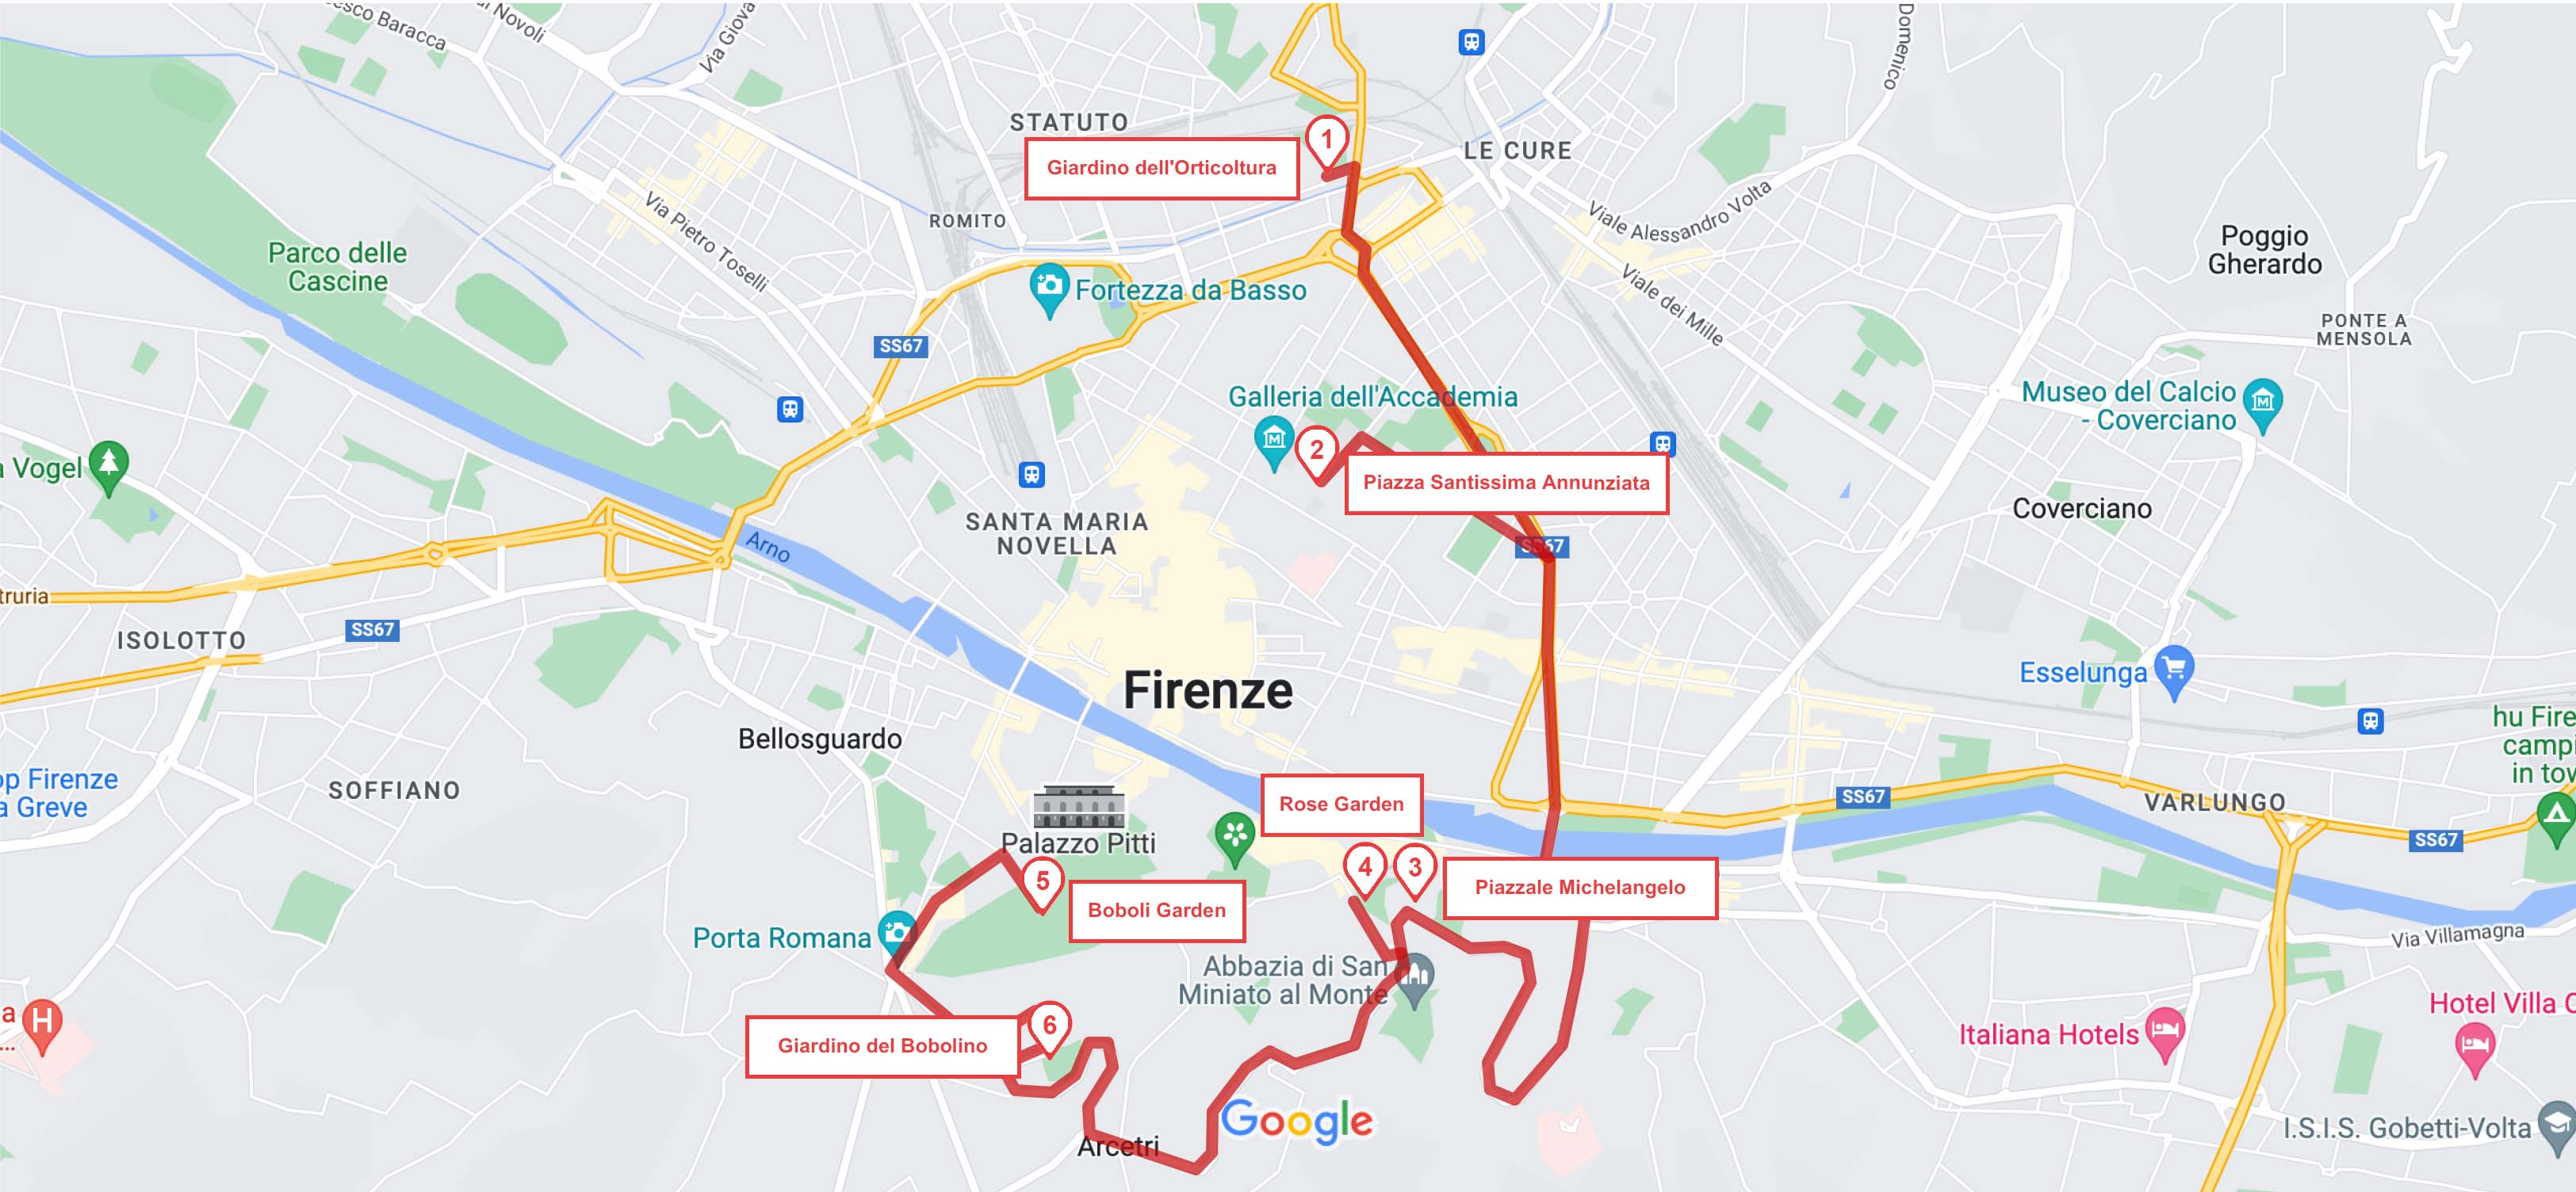 esco Baracca
di Novoli
Via Giova
Domenico
STATUTO
1
Giardino dell'Orticoltura
LE CURE
Via Pietro Toselli
ROMITO
Viale Alessandro Volta
Parco delle
Cascine
Poggio
Gherardo
Fortezza da Basso
Viale dei Mille
PONTE A
MENSOLA
SS67
Galleria dell'Accademia
Museo del Calcio
- Coverciano
2
a Vogel
Piazza Santissima Annunziata
Coverciano
SANTA MARIA
NOVELLA
Arno
SS67
truria
SS67
ISOLOTTO
Esselunga
Firenze
hu Fire
campi
in tow
Bellosguardo
op Firenze
a Greve
SOFFIANO
SS67
VARLUNGO
Rose Garden
Palazzo Pitti
SS67
5
4
3
Piazzale Michelangelo
Boboli Garden
Porta Romana
Via Villamagna
Abbazia di San
Miniato al Monte
a
...
H
Hotel Villa C
6
Giardino del Bobolino
Italiana Hotels
Google
Arcetri
I.S.I.S. Gobetti-Volta